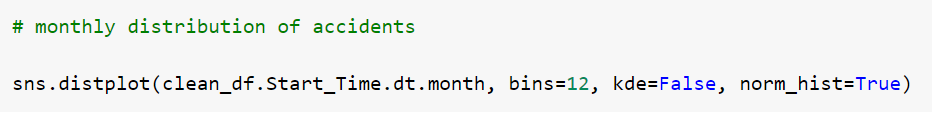 # monthly distribution of accidents
sns.distplot(clean_df.Start_Time.dt.month, bins=12, kde=False, norm_hist=True)